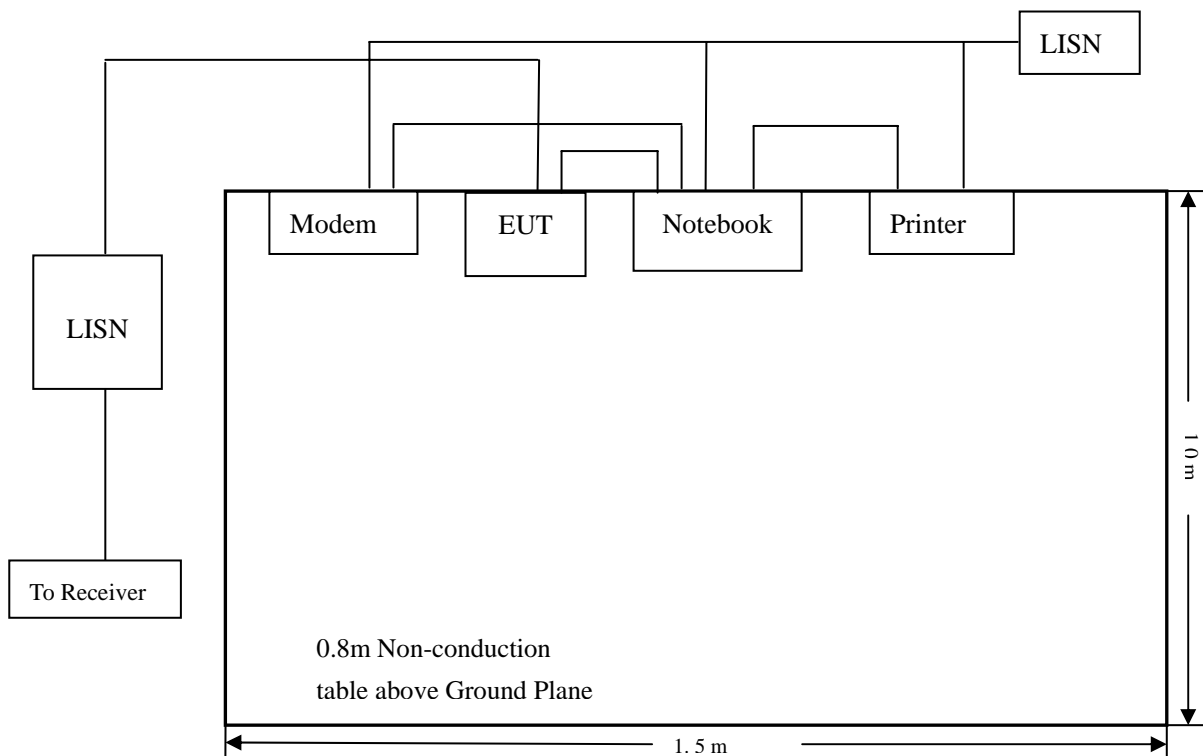 LISN
Modem
EUT
Notebook
Printer
LISN
To Receiver
1.0 m
0.8m Non-conduction
table above Ground Plane
1.5 m